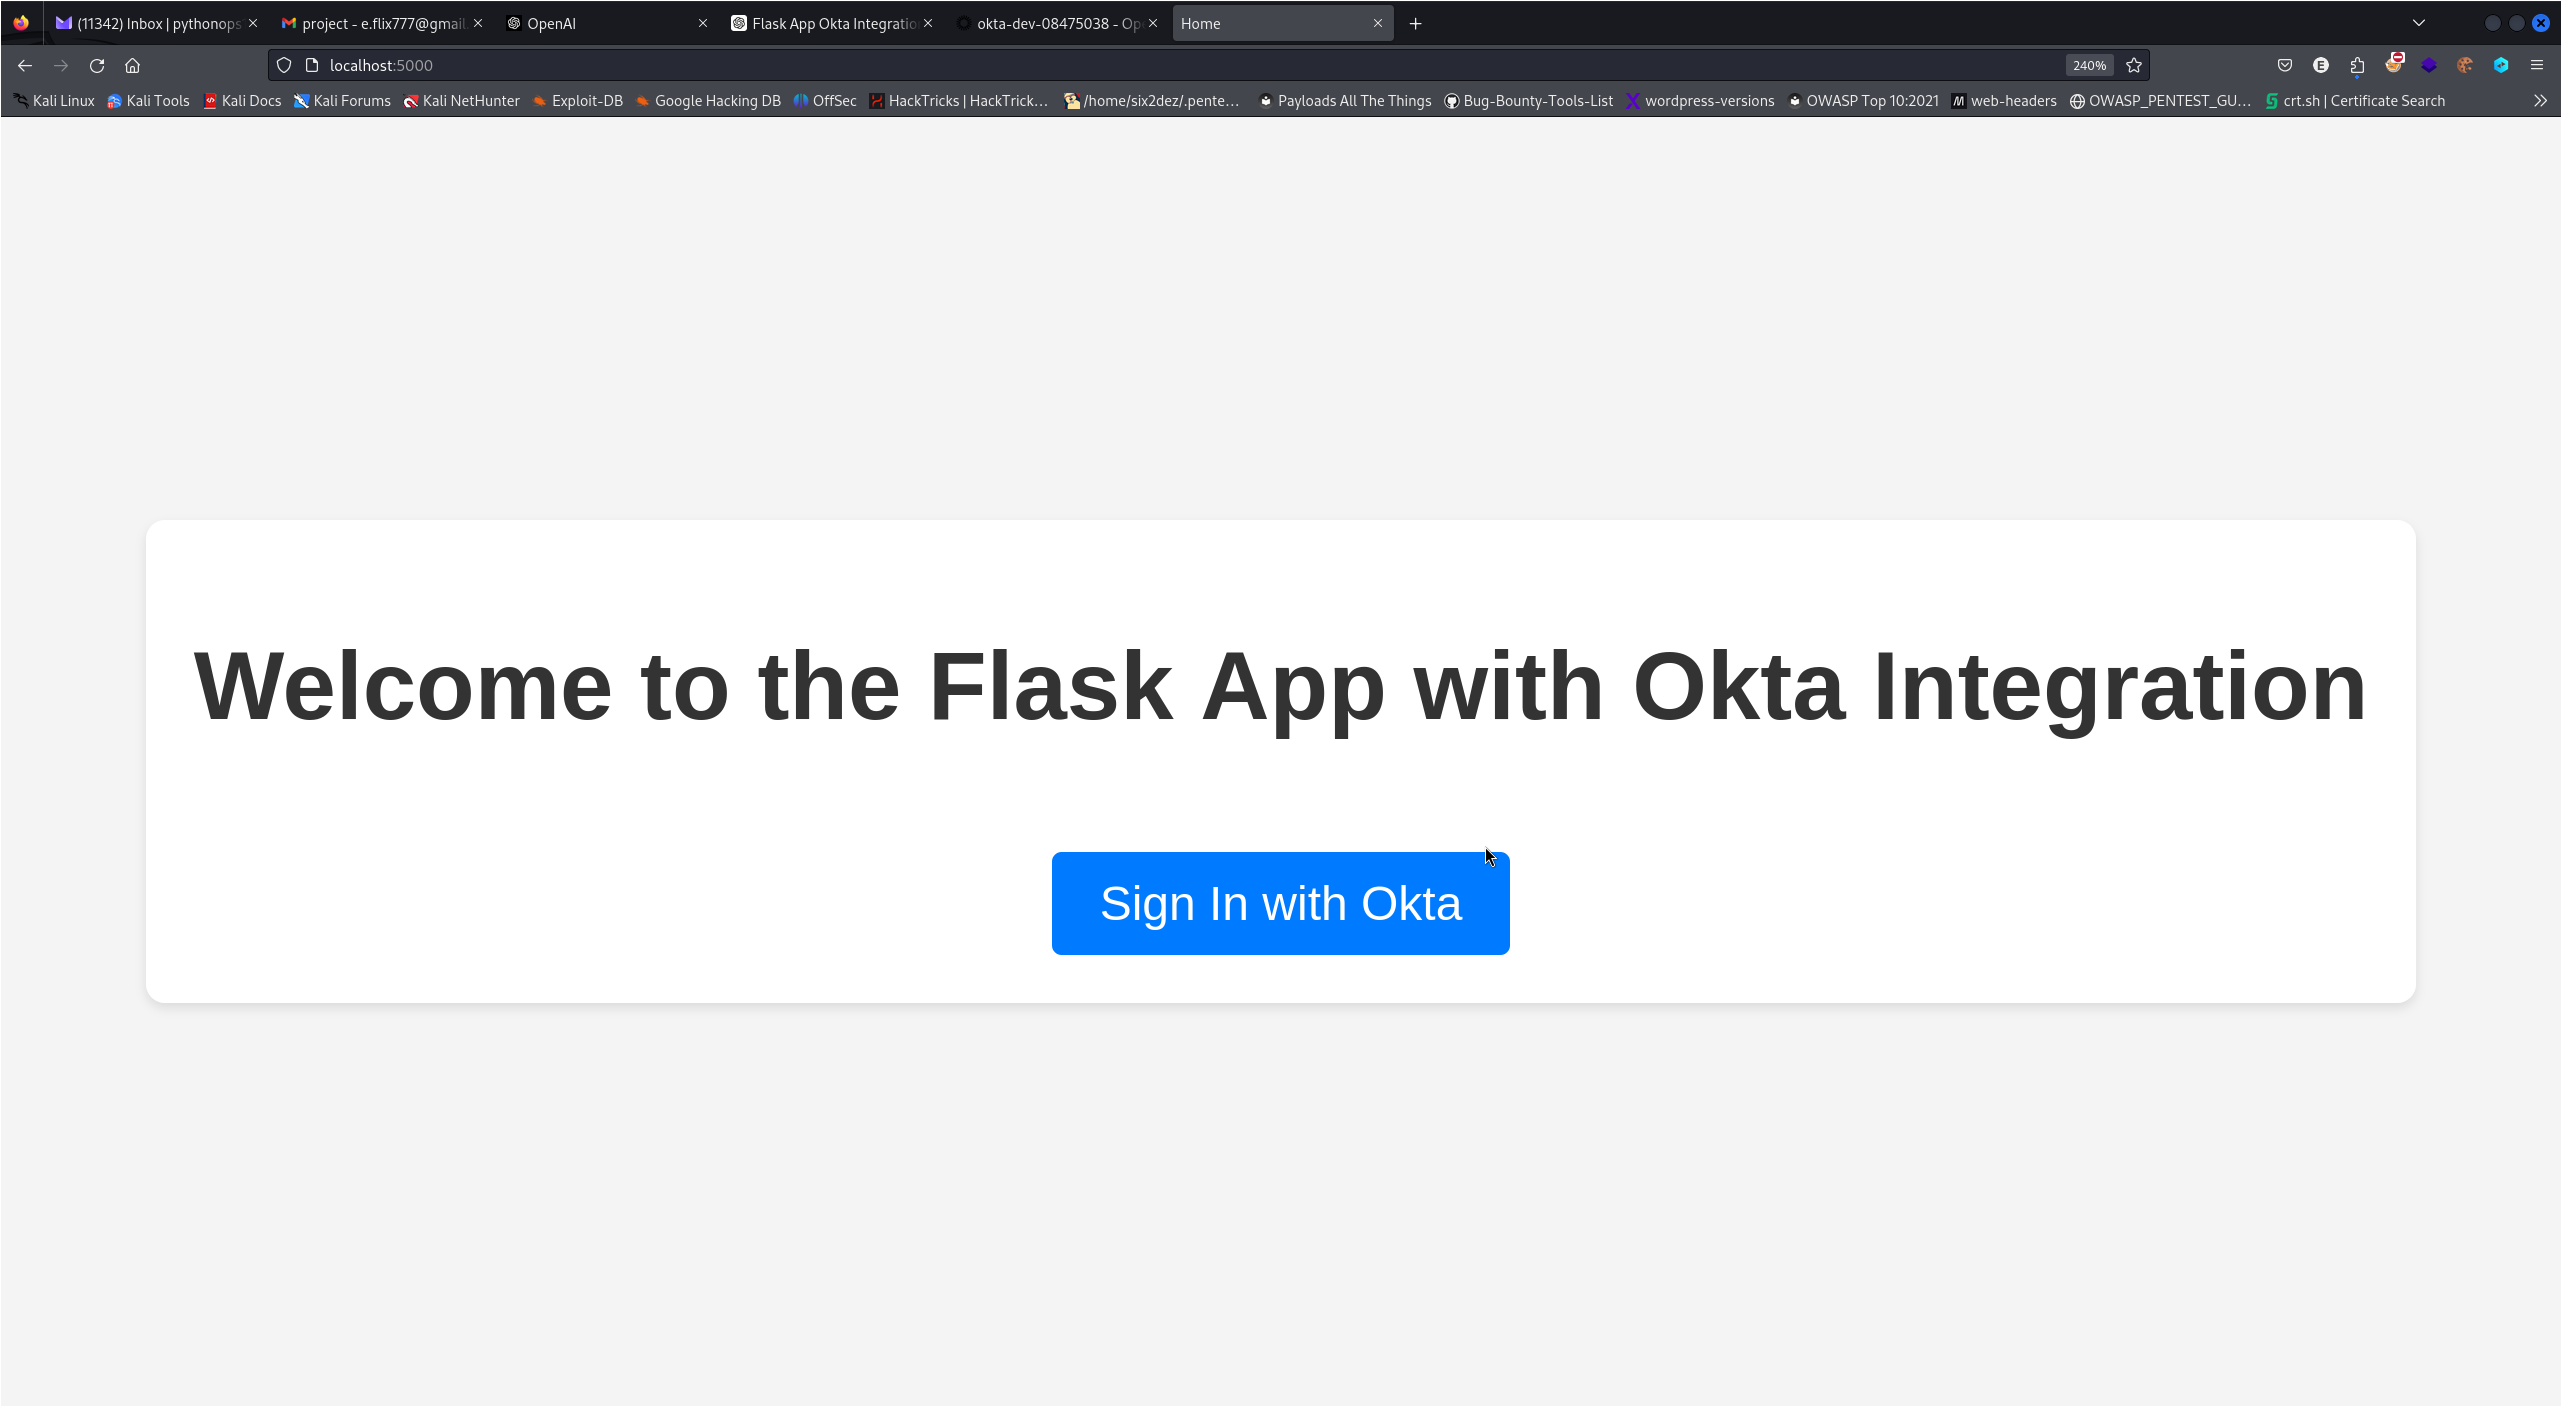 (11342) Inbox | pythonops project - e.flix777@gmail. OpenAI Flask App Okta Integratio okta-dev-08475038 - Ope Home
localhost:5000 240%
Kali Linux Kali Tools Kali Docs Kali Forums Kali NetHunter Exploit-DB Google Hacking DB OffSec HackTricks | HackTrick… /home/six2dez/.pente… Payloads All The Things Bug-Bounty-Tools-List wordpress-versions OWASP Top 10:2021 web-headers OWASP_PENTEST_GU… crt.sh | Certificate Search
Welcome to the Flask App with Okta Integration
Sign In with Okta